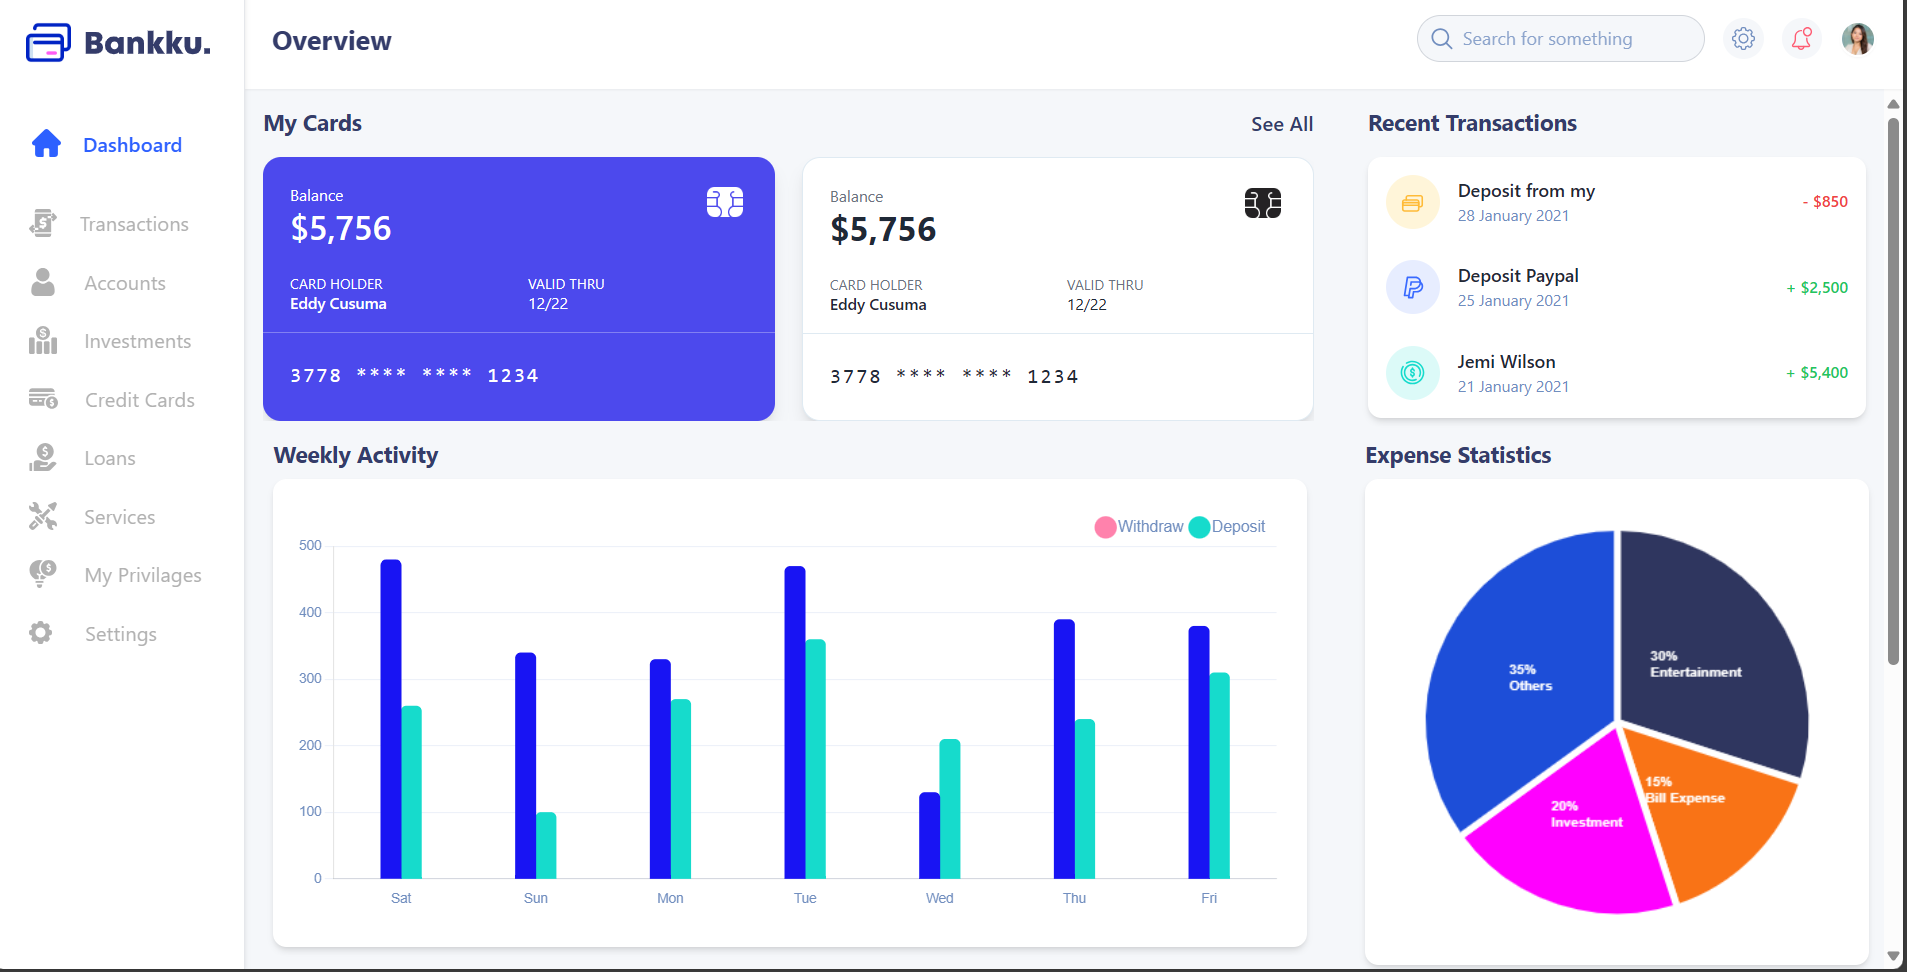 Bankku.
Overview
Search for something
Dashboard
Transactions
Accounts
Investments
Credit Cards
Loans
Services
My Privilages
Settings
My Cards
See All
Balance
$5,756
CARD HOLDER
VALID THRU
Eddy Cusuma
12/22
3778 **** **** 1234
Balance
$5,756
CARD HOLDER
VALID THRU
Eddy Cusuma
12/22
3778 **** **** 1234
Recent Transactions
Deposit from my
28 January 2021
- $850
Deposit Paypal
25 January 2021
+ $2,500
Jemi Wilson
21 January 2021
+ $5,400
Weekly Activity
Withdraw Deposit
500
400
300
200
100
0
Sat Sun Mon Tue Wed Thu Fri
Expense Statistics
30%
Entertainment
35%
Others
15%
Bill Expense
20%
Investment